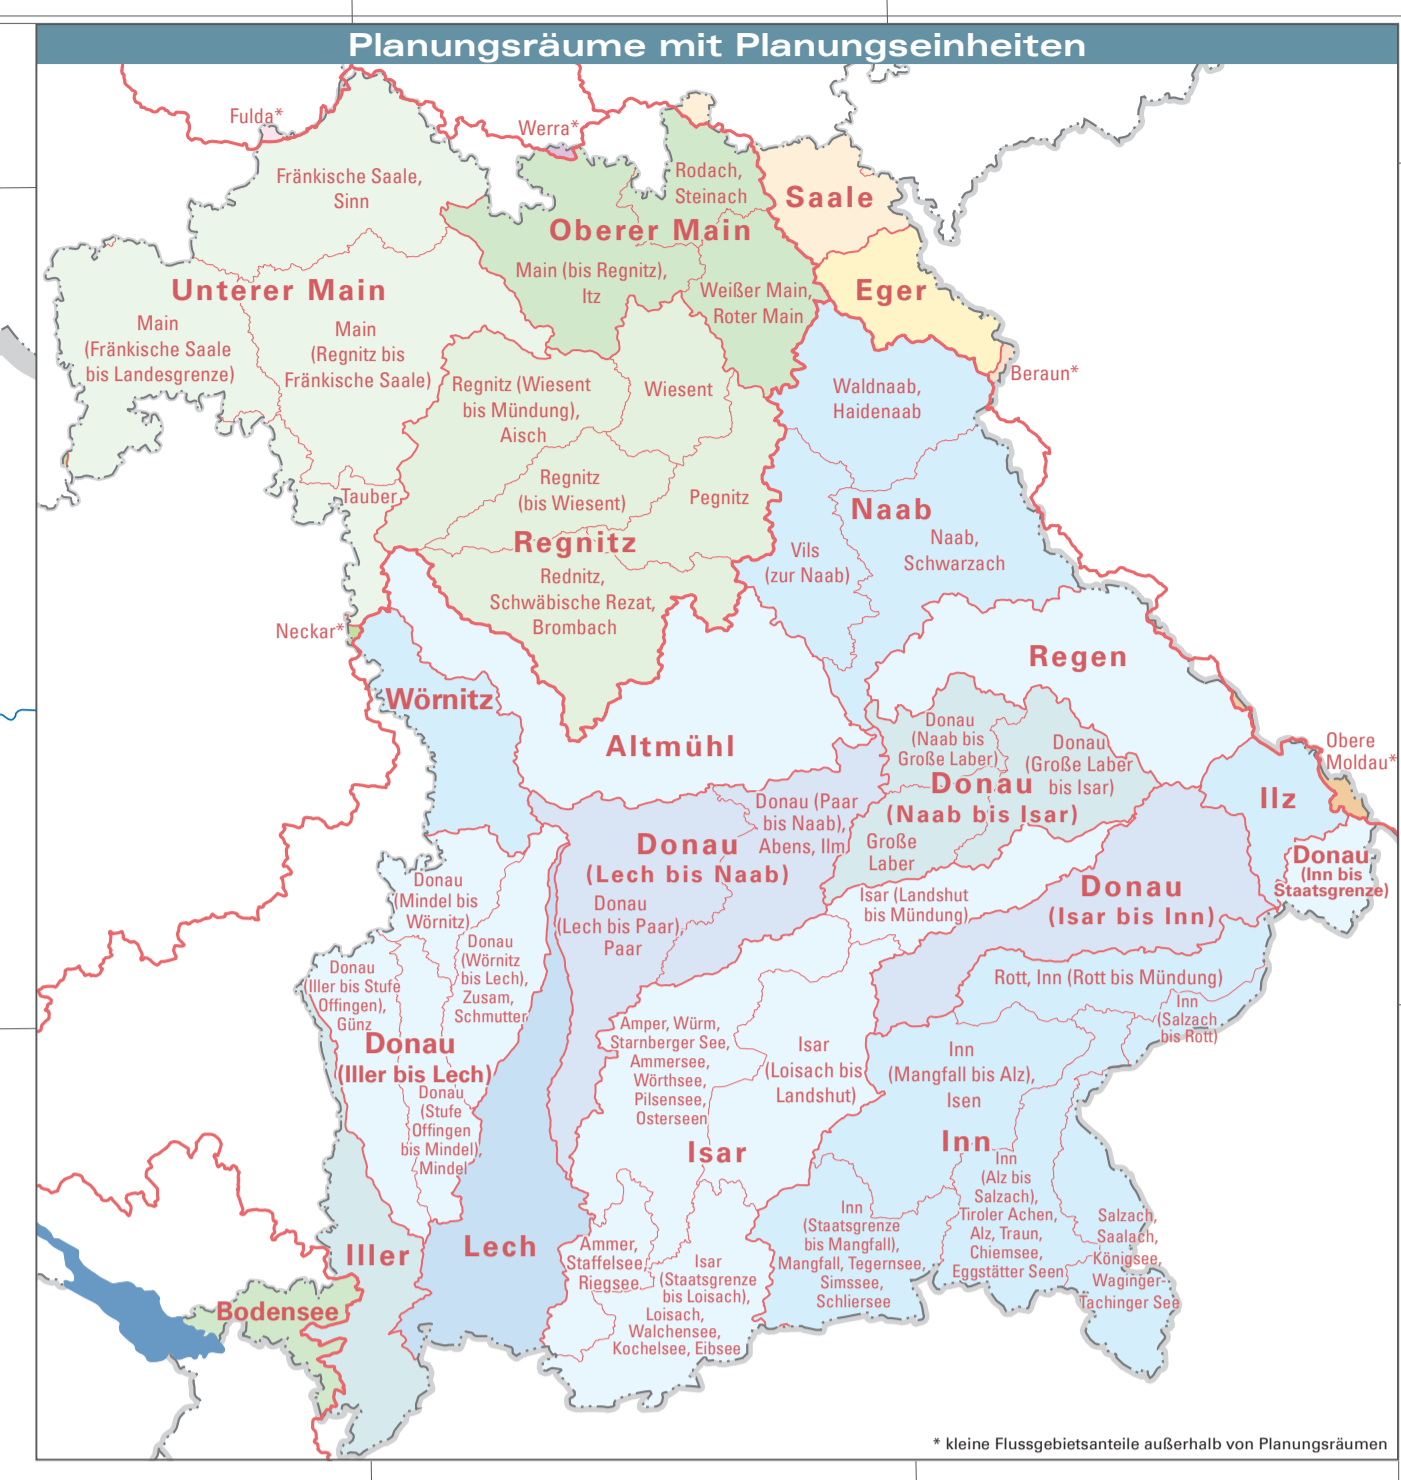 Planungsräume mit Planungseinheiten
Fulda*
Werra*
Fränkische Saale,
Sinn
Rodach,
Steinach
Saale
Oberer Main
Main (bis Regnitz),
Itz
Weißer Main,
Roter Main
Eger
Unterer Main
Main
(Fränkische Saale
bis Landesgrenze)
Main
(Regnitz bis
Fränkische Saale)
Beraun*
Regnitz (Wiesent
bis Mündung),
Aisch
Wiesent
Waldnaab,
Haidenaab
Regnitz
(bis Wiesent)
Pegnitz
Tauber
Naab
Naab,
Schwarzach
Vils
(zur Naab)
Regnitz
Rednitz,
Schwäbische Rezat,
Brombach
Neckar*
Regen
Wörnitz
Altmühl
Donau
(Naab bis
Große Laber)
Donau
(Große Laber
bis Isar)
Donau
(Naab bis Isar)
Große
Laber
Obere
Moldau*
Ilz
Donau
(Inn bis
Staatsgrenze)
Donau (Paar
bis Naab),
Abens, Ilm
Donau
(Lech bis Naab)
Donau
(Lech bis Paar),
Paar
Donau
(Isar bis Inn)
Isar (Landshut
bis Mündung)
Donau
(Mindel bis
Wörnitz)
Donau
(Wörnitz
bis Lech),
Zusam,
Schmutter
Donau
(Iller bis Stufe
Offingen),
Günz
Donau
(Iller bis Lech)
Donau
(Stufe
Offingen
bis Mindel),
Mindel
Rott, Inn (Rott bis Mündung)
Inn
(Salzach
bis Rott)
Amper, Würm,
Starnberger See,
Ammersee,
Wörthsee,
Pilsensee,
Osterseen
Isar
(Loisach bis
Landshut)
Inn
(Mangfall bis Alz),
Isen
Isar
Inn
Inn
(Alz bis
Salzach),
Tiroler Achen,
Alz, Traun,
Chiemsee,
Eggstätter Seen
Inn
(Staatsgrenze
bis Mangfall),
Mangfall, Tegernsee,
Simssee,
Schliersee
Salzach,
Saalach,
Königsee,
Waginger-
Tachinger See
Iller
Lech
Ammer,
Staffelsee,
Riegsee
Isar
(Staatsgrenze
bis Loisach),
Loisach,
Walchensee,
Kochelsee, Eibsee
Bodensee
* kleine Flussgebietsanteile außerhalb von Planungsräumen